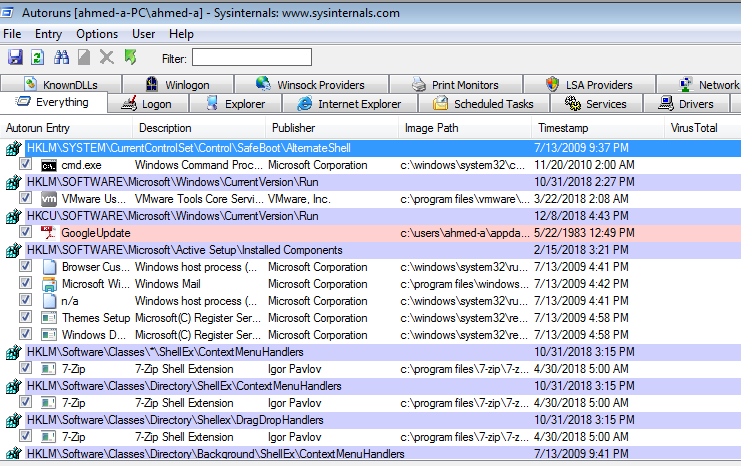 Autoruns [ahmed-a-PC\ahmed-a] - Sysinternals: www.sysinternals.com
File Entry Options User Help
Filter:
KnownDLLs Winlogon Winsock Providers Print Monitors LSA Providers Network
Everything Logon Explorer Internet Explorer Scheduled Tasks Services Drivers
Autorun Entry Description Publisher Image Path Timestamp VirusTotal
HKLM\SYSTEM\CurrentControlSet\Control\SafeBoot\AlternateShell 7/13/2009 9:37 PM
cmd.exe Windows Command Proc... Microsoft Corporation c:\windows\system32\c... 11/20/2010 2:00 AM
HKLM\SOFTWARE\Microsoft\Windows\CurrentVersion\Run 10/31/2018 2:27 PM
VMware Us... VMware Tools Core Servi... VMware, Inc. c:\program files\vmware\... 3/22/2018 2:08 AM
HKCU\SOFTWARE\Microsoft\Windows\CurrentVersion\Run 12/8/2018 4:43 PM
GoogleUpdate c:\users\ahmed-a\appda... 5/22/1983 12:49 PM
HKLM\SOFTWARE\Microsoft\Active Setup\Installed Components 2/15/2018 3:21 PM
Browser Cus... Windows host process (... Microsoft Corporation c:\windows\system32\ru... 7/13/2009 4:41 PM
Microsoft Wi... Windows Mail Microsoft Corporation c:\program files\windows... 7/13/2009 4:42 PM
n/a Windows host process (... Microsoft Corporation c:\windows\system32\ru... 7/13/2009 4:41 PM
Themes Setup Microsoft(C) Register Ser... Microsoft Corporation c:\windows\system32\re... 7/13/2009 4:58 PM
Windows D... Microsoft(C) Register Ser... Microsoft Corporation c:\windows\system32\re... 7/13/2009 4:58 PM
HKLM\Software\Classes\*\ShellEx\ContextMenuHandlers 10/31/2018 3:15 PM
7-Zip 7-Zip Shell Extension Igor Pavlov c:\program files\7-zip\7-z... 4/30/2018 5:00 AM
HKLM\Software\Classes\Directory\ShellEx\ContextMenuHandlers 10/31/2018 3:15 PM
7-Zip 7-Zip Shell Extension Igor Pavlov c:\program files\7-zip\7-z... 4/30/2018 5:00 AM
HKLM\Software\Classes\Directory\Shellex\DragDropHandlers 10/31/2018 3:15 PM
7-Zip 7-Zip Shell Extension Igor Pavlov c:\program files\7-zip\7-z... 4/30/2018 5:00 AM
HKLM\Software\Classes\Directory\Background\ShellEx\ContextMenuHandlers 7/13/2009 9:41 PM